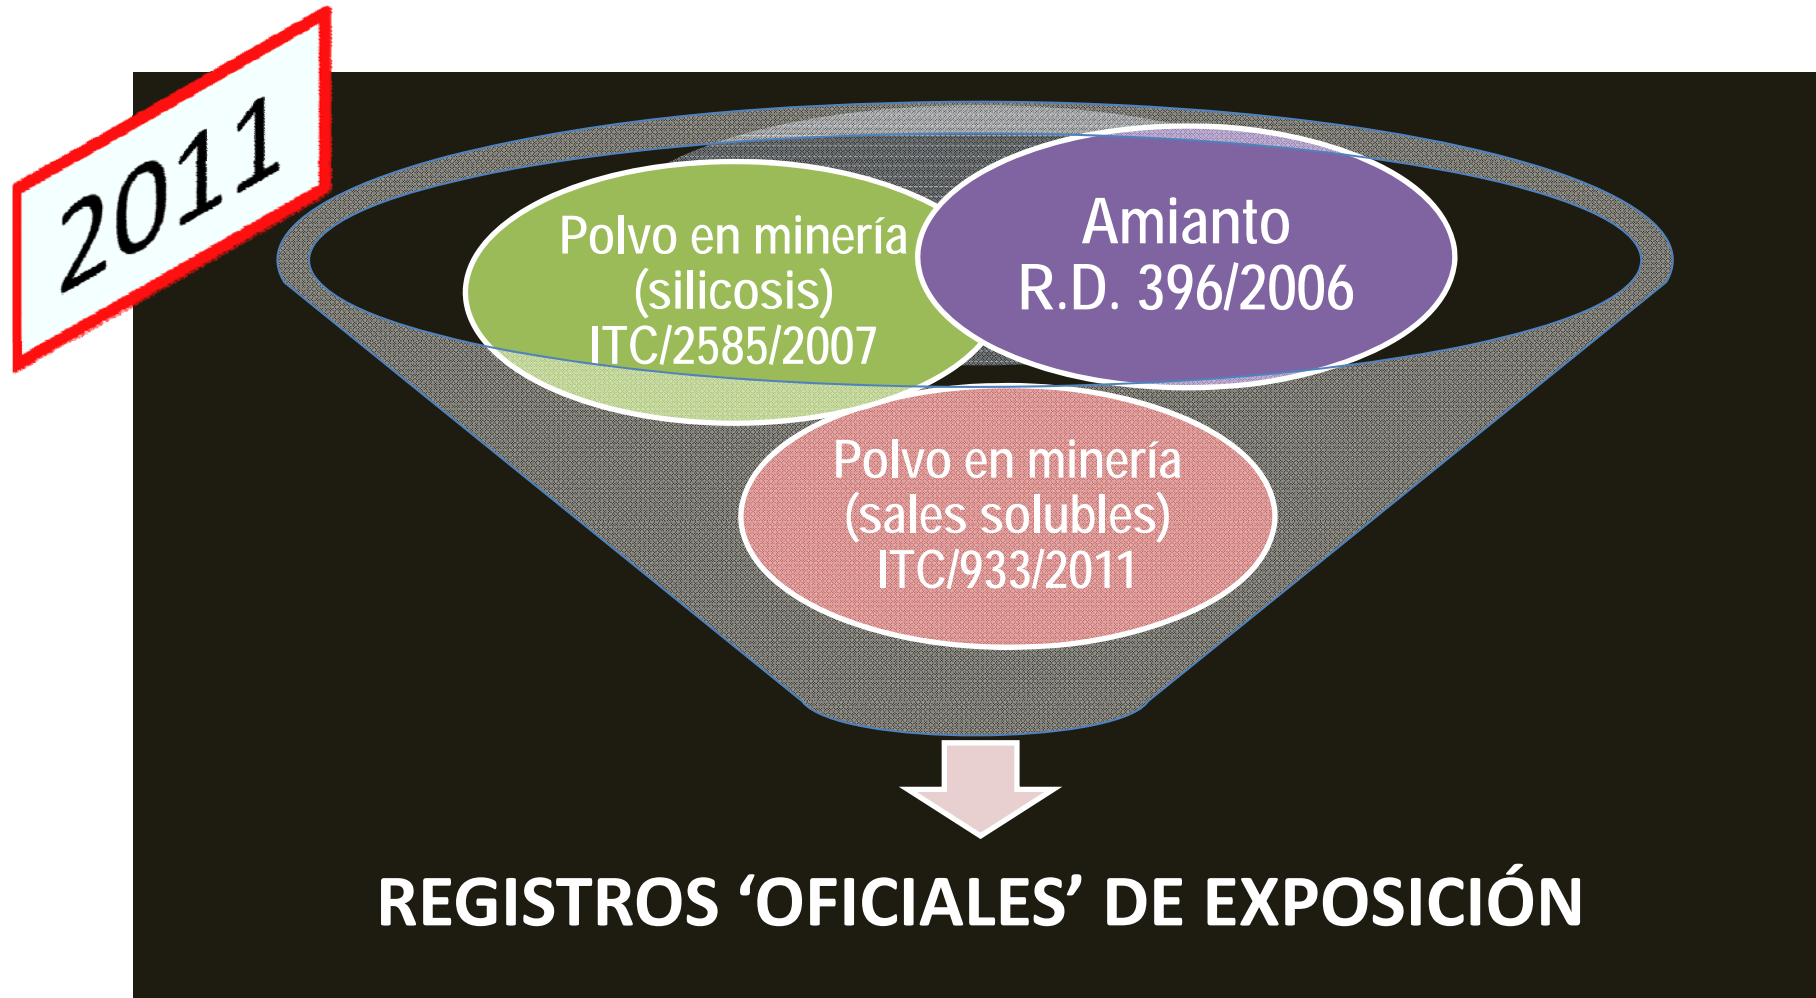 2011
Polvo en minería
(silicosis)
ITC/2585/2007
Amianto
R.D. 396/2006
Polvo en minería
(sales solubles)
ITC/933/2011
REGISTROS ‘OFICIALES’ DE EXPOSICIÓN